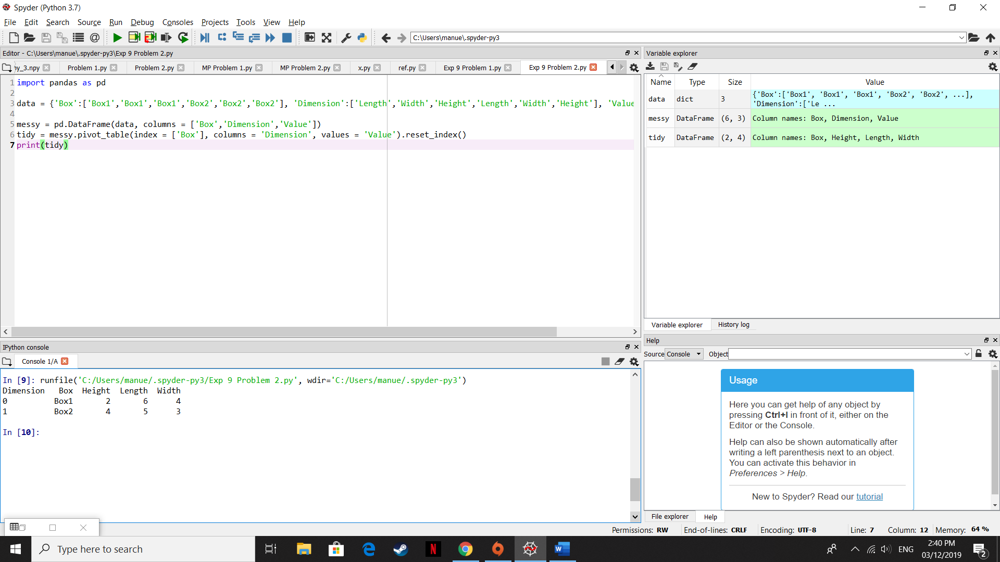 Spyder (Python 3.7)
File Edit Search Source Run Debug Consoles Projects Tools View Help
C:\Users\manue\.spyder-py3
Editor - C:\Users\manue\.spyder-py3\Exp 9 Problem 2.py
ny_3.npy Problem 1.py Problem 2.py MP Problem 1.py MP Problem 2.py x.py ref.py Exp 9 Problem 1.py Exp 9 Problem 2.py
1 import pandas as pd
2
3 data = {'Box':['Box1','Box1','Box1','Box2','Box2','Box2'], 'Dimension':['Length','Width','Height','Length','Width','Height'], 'Value
4
5 messy = pd.DataFrame(data, columns = ['Box','Dimension','Value'])
6 tidy = messy.pivot_table(index = ['Box'], columns = 'Dimension', values = 'Value').reset_index()
7 print(tidy)
IPython console
Console 1/A
In [9]: runfile('C:/Users/manue/.spyder-py3/Exp 9 Problem 2.py', wdir='C:/Users/manue/.spyder-py3')
Dimension Box Height Length Width
0 Box1 2 6 4
1 Box2 4 5 3
In [10]:
Variable explorer
Name Type Size Value
data dict 3 {'Box':['Box1', 'Box1', 'Box1', 'Box2', 'Box2', ...],
'Dimension':['Le ...
messy DataFrame (6, 3) Column names: Box, Dimension, Value
tidy DataFrame (2, 4) Column names: Box, Height, Length, Width
Variable explorer History log
Help
Source Console Object
Usage
Here you can get help of any object by
pressing Ctrl+I in front of it, either on the
Editor or the Console.
Help can also be shown automatically after
writing a left parenthesis next to an object.
You can activate this behavior in
Preferences > Help.
New to Spyder? Read our tutorial
File explorer Help
Permissions: RW End-of-lines: CRLF Encoding: UTF-8 Line: 7 Column: 12 Memory: 64 %
Type here to search
ENG
2:40 PM
03/12/2019
2